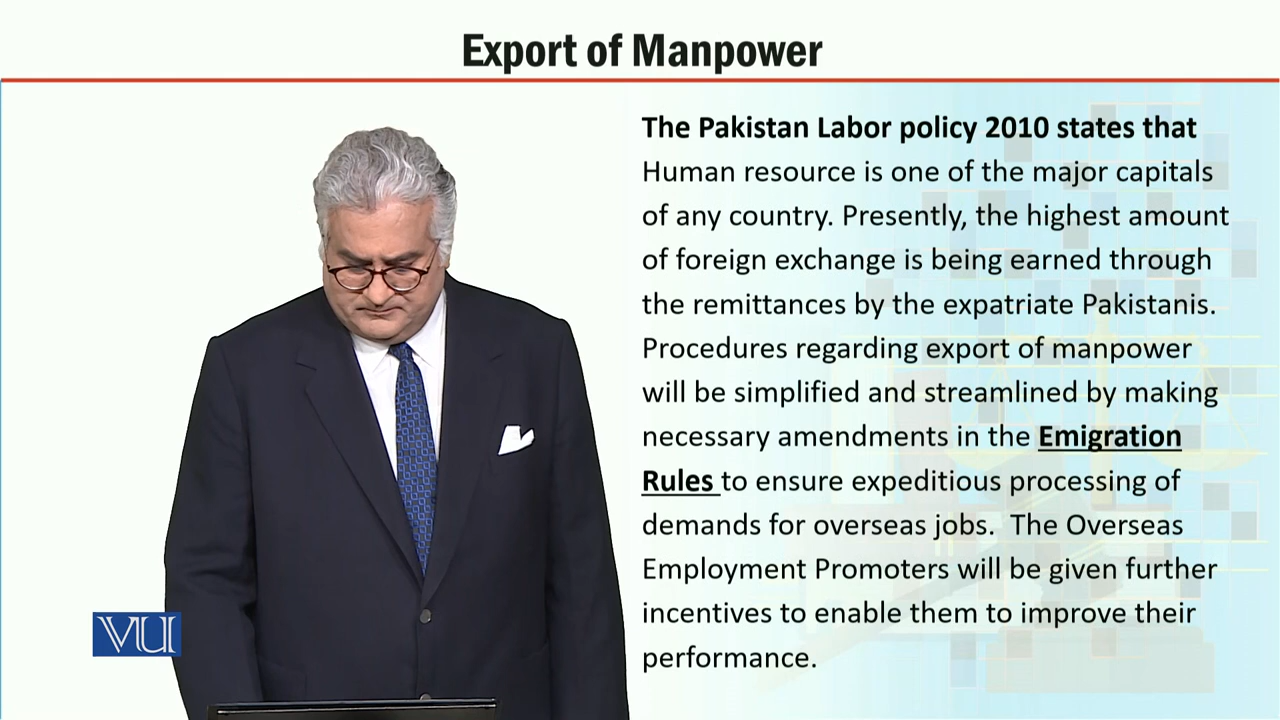 Export of Manpower
The Pakistan Labor policy 2010 states that
Human resource is one of the major capitals
of any country. Presently, the highest amount
of foreign exchange is being earned through
the remittances by the expatriate Pakistanis.
Procedures regarding export of manpower
will be simplified and streamlined by making
necessary amendments in the Emigration
Rules to ensure expeditious processing of
demands for overseas jobs. The Overseas
Employment Promoters will be given further
incentives to enable them to improve their
performance.
VU